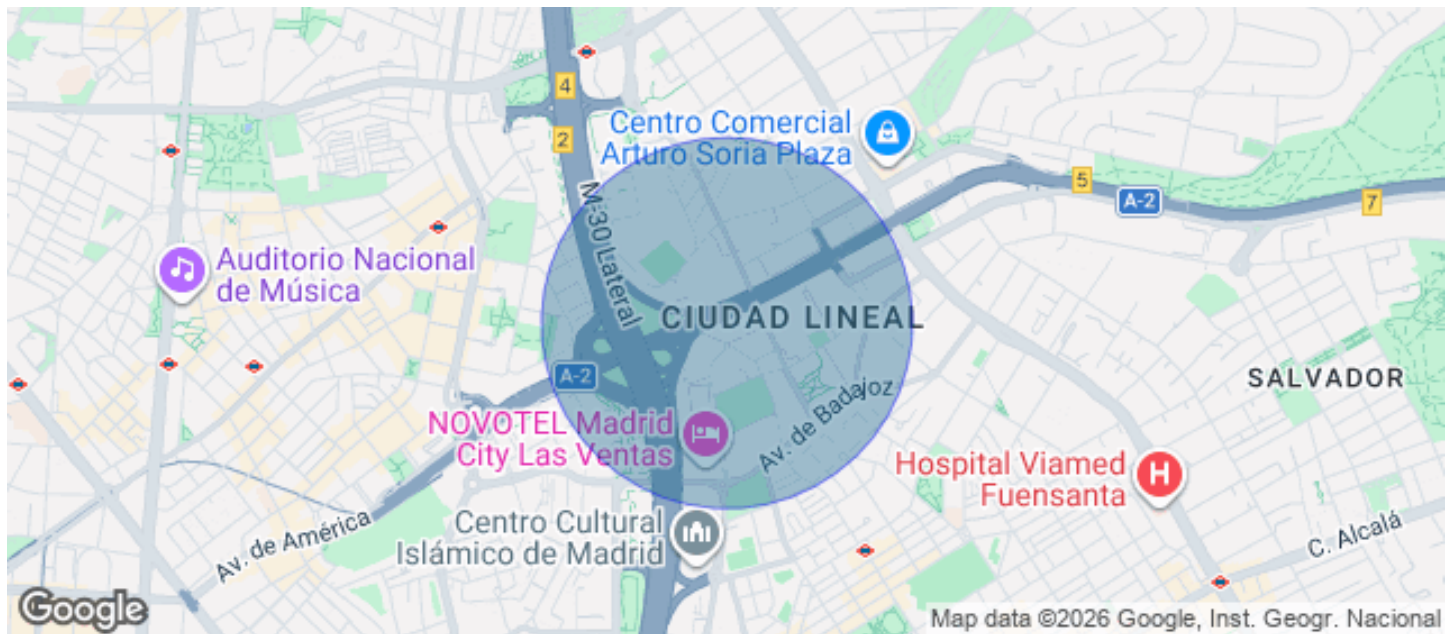 4
2
Centro Comercial
Arturo Soria Plaza
5
A-2
7
M-30 Lateral
Auditorio Nacional
de Música
CIUDAD LINEAL
A-2
SALVADOR
NOVOTEL Madrid
City Las Ventas
Av. de Badajoz
Hospital Viamed
Fuensanta
H
Centro Cultural
Islámico de Madrid
Av. de América
C. Alcalá
Google
Map data ©2026 Google, Inst. Geogr. Nacional